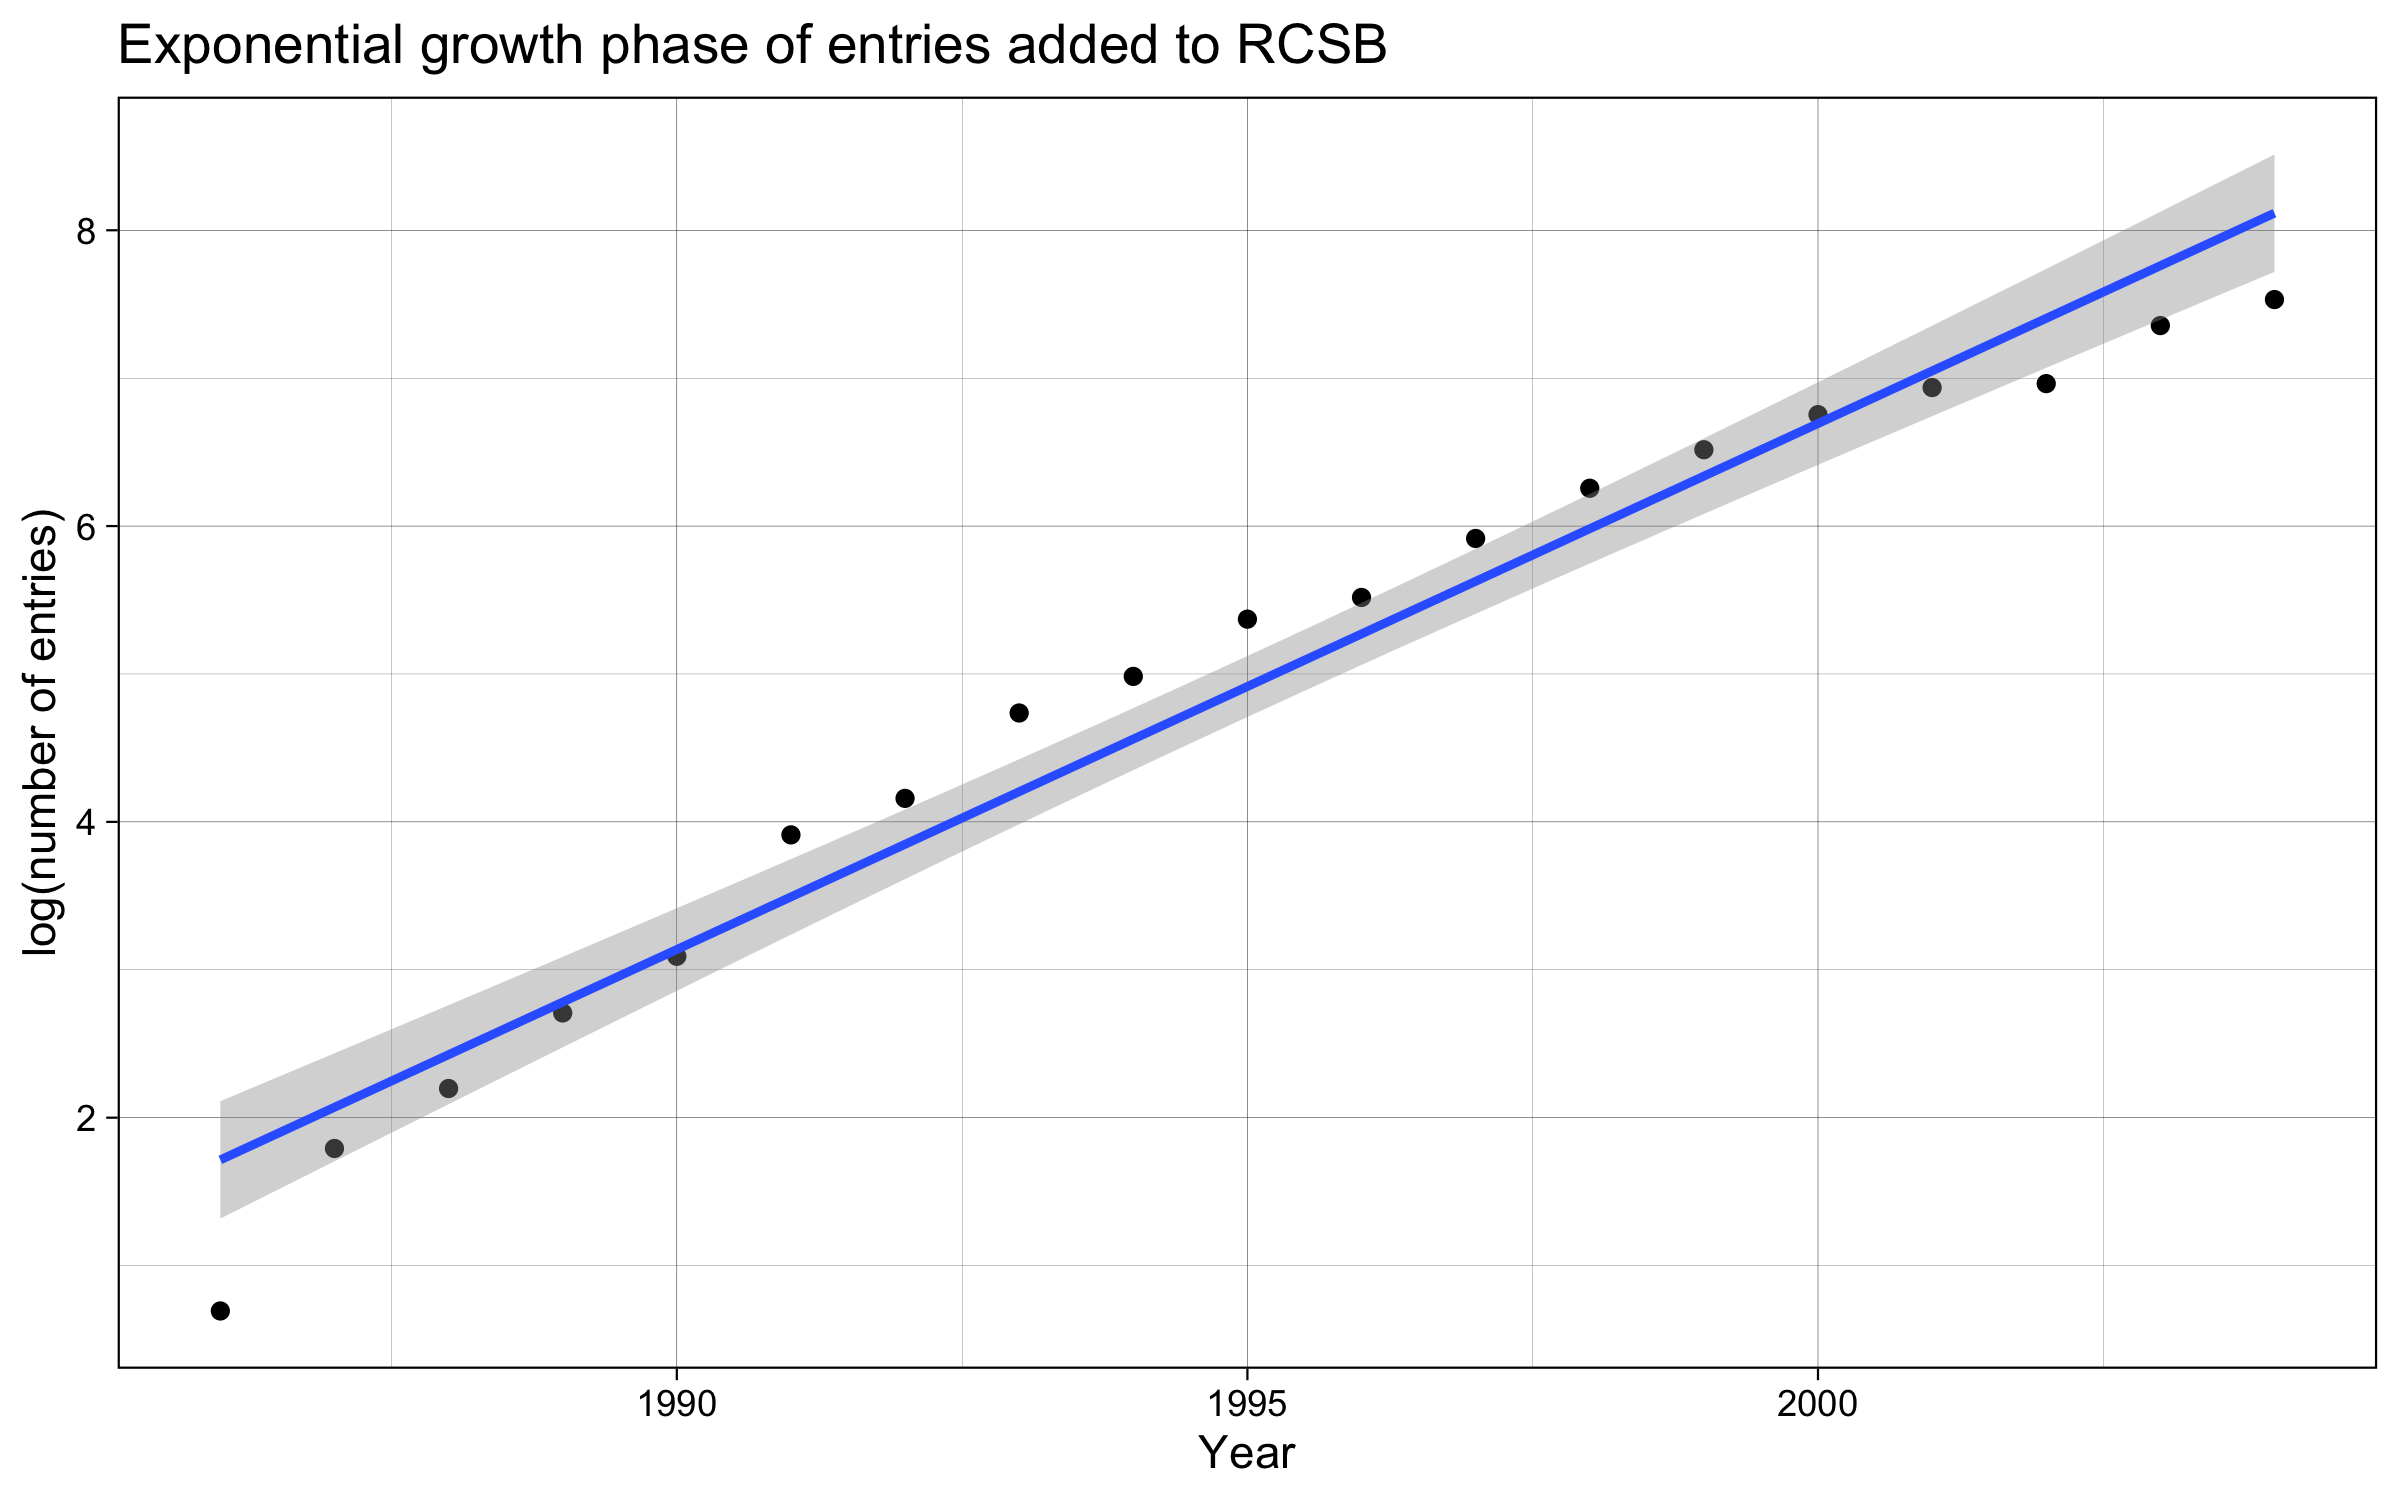 Exponential growth phase of entries added to RCSB
log(number of entries)
8
6
4
2
1990 1995 2000
Year